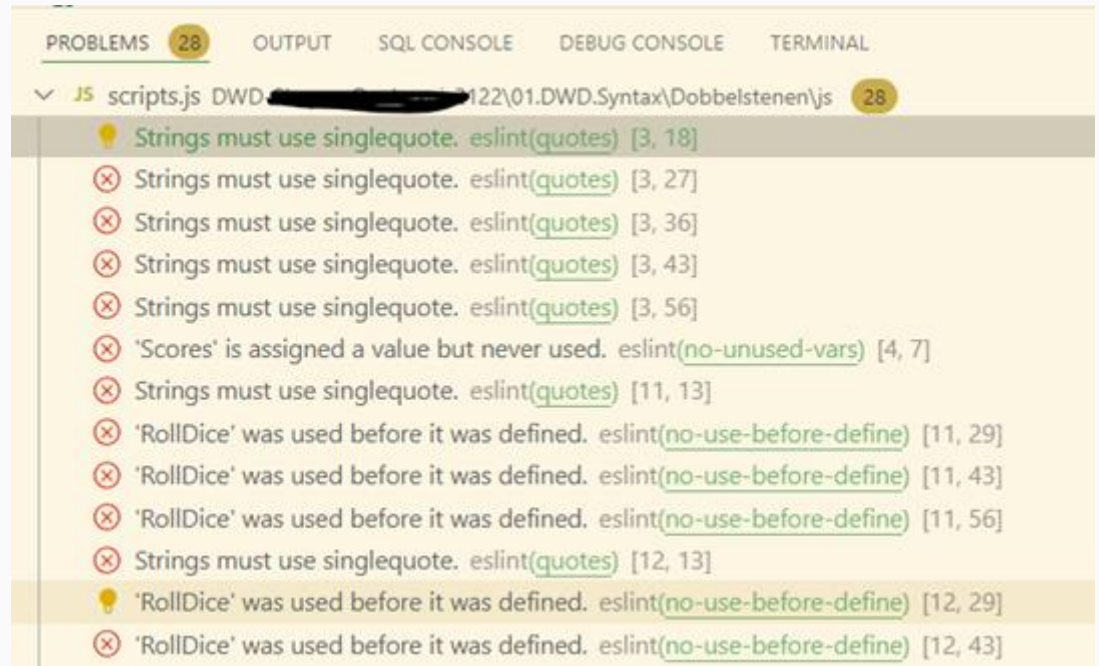 PROBLEMS 28 OUTPUT SQL CONSOLE DEBUG CONSOLE TERMINAL
JS scripts.js DWD 2122\01.DWD.Syntax\Dobbelstenen\js 28
Strings must use singlequote. eslint(quotes) [3, 18]
Strings must use singlequote. eslint(quotes) [3, 27]
Strings must use singlequote. eslint(quotes) [3, 36]
Strings must use singlequote. eslint(quotes) [3, 43]
Strings must use singlequote. eslint(quotes) [3, 56]
'Scores' is assigned a value but never used. eslint(no-unused-vars) [4, 7]
Strings must use singlequote. eslint(quotes) [11, 13]
'RollDice' was used before it was defined. eslint(no-use-before-define) [11, 29]
'RollDice' was used before it was defined. eslint(no-use-before-define) [11, 43]
'RollDice' was used before it was defined. eslint(no-use-before-define) [11, 56]
Strings must use singlequote. eslint(quotes) [12, 13]
'RollDice' was used before it was defined. eslint(no-use-before-define) [12, 29]
'RollDice' was used before it was defined. eslint(no-use-before-define) [12, 43]